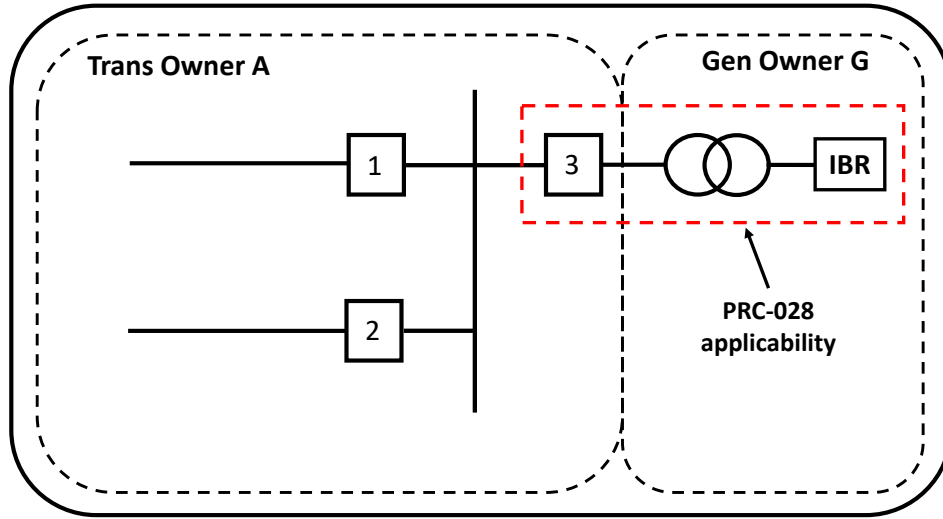 Trans Owner A
Gen Owner G
1
3
IBR
2
PRC-028
applicability